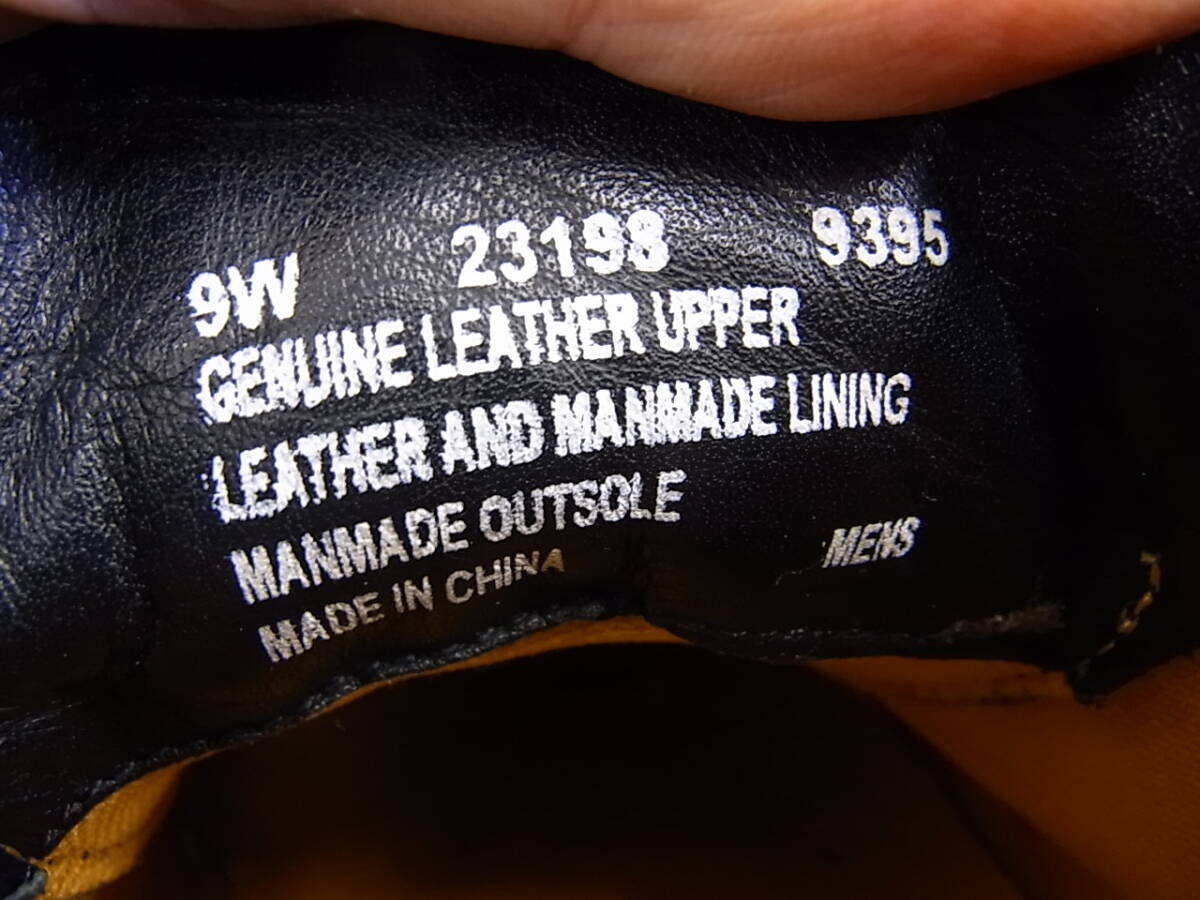 9W 23198 9395
GENUINE LEATHER UPPER
LEATHER AND MANMADE LINING
MANMADE OUTSOLE
MADE IN CHINA
MENS